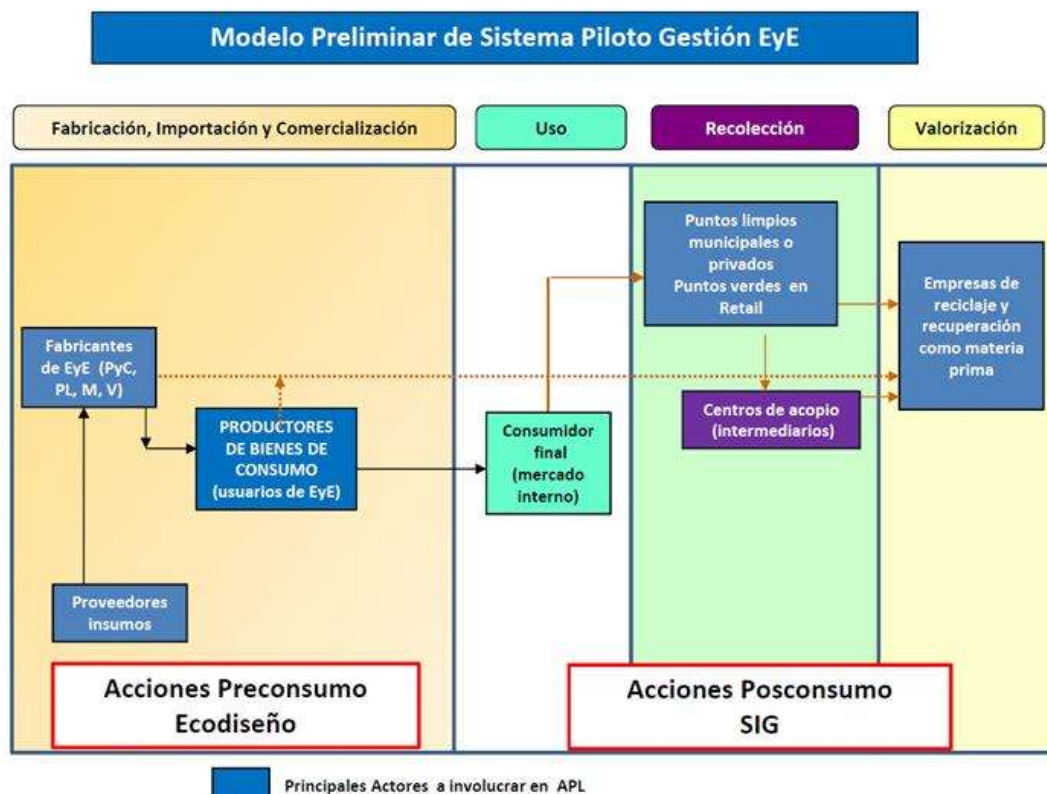 Modelo Preliminar de Sistema Piloto Gestión EyE
Fabricación, Importación y Comercialización
Uso
Recolección
Valorización
Puntos limpios
municipales o
privados
Puntos verdes en
Retail
Empresas de
reciclaje y
recuperación
como materia
prima
Fabricantes
de EyE (PyC,
PL, M, V)
Centros de acopio
(intermediarios)
PRODUCTORES
DE BIENES DE
CONSUMO
(usuarios de EyE)
Consumidor
final
(mercado
interno)
Proveedores
insumos
Acciones Preconsumo
Ecodiseño
Acciones Posconsumo
SIG
Principales Actores a involucrar en APL